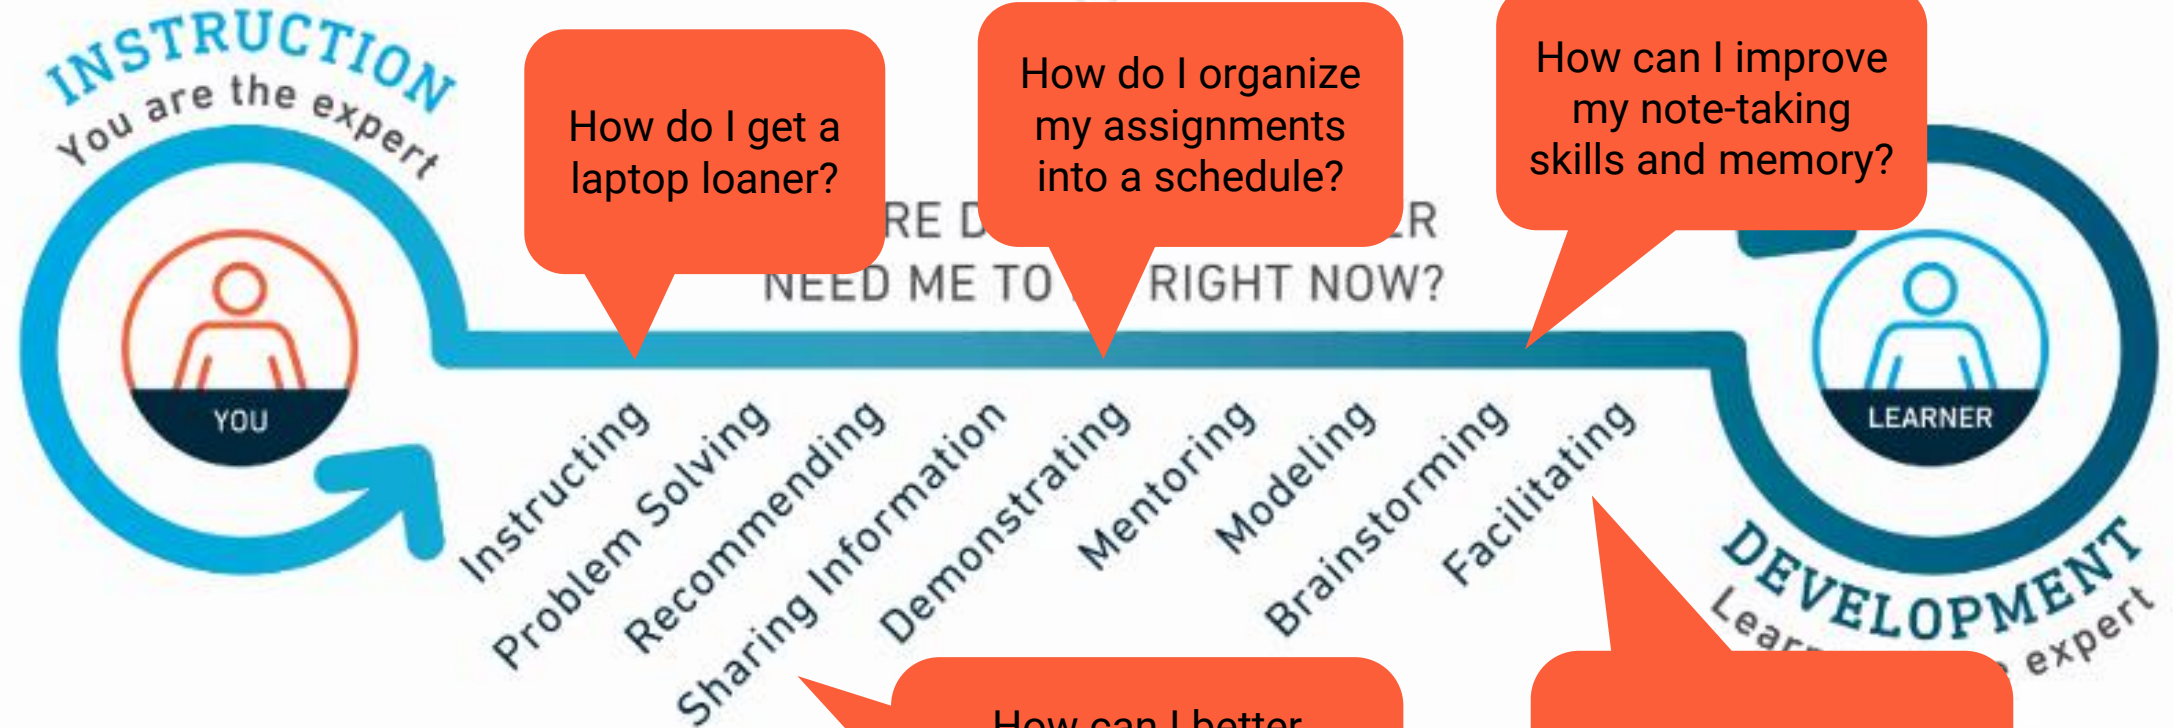 INSTRUCTION
You are the expert
How do I get a
laptop loaner?
How do I organize
my assignments
into a schedule?
How can I improve
my note-taking
skills and memory?
NEED ME TO RIGHT NOW?
YOU
LEARNER
Instructing
Problem Solving
Recommending
Sharing Information
Demonstrating
Mentoring
Modeling
Brainstorming
Facilitating
DEVELOPMENT
expert
How can I better